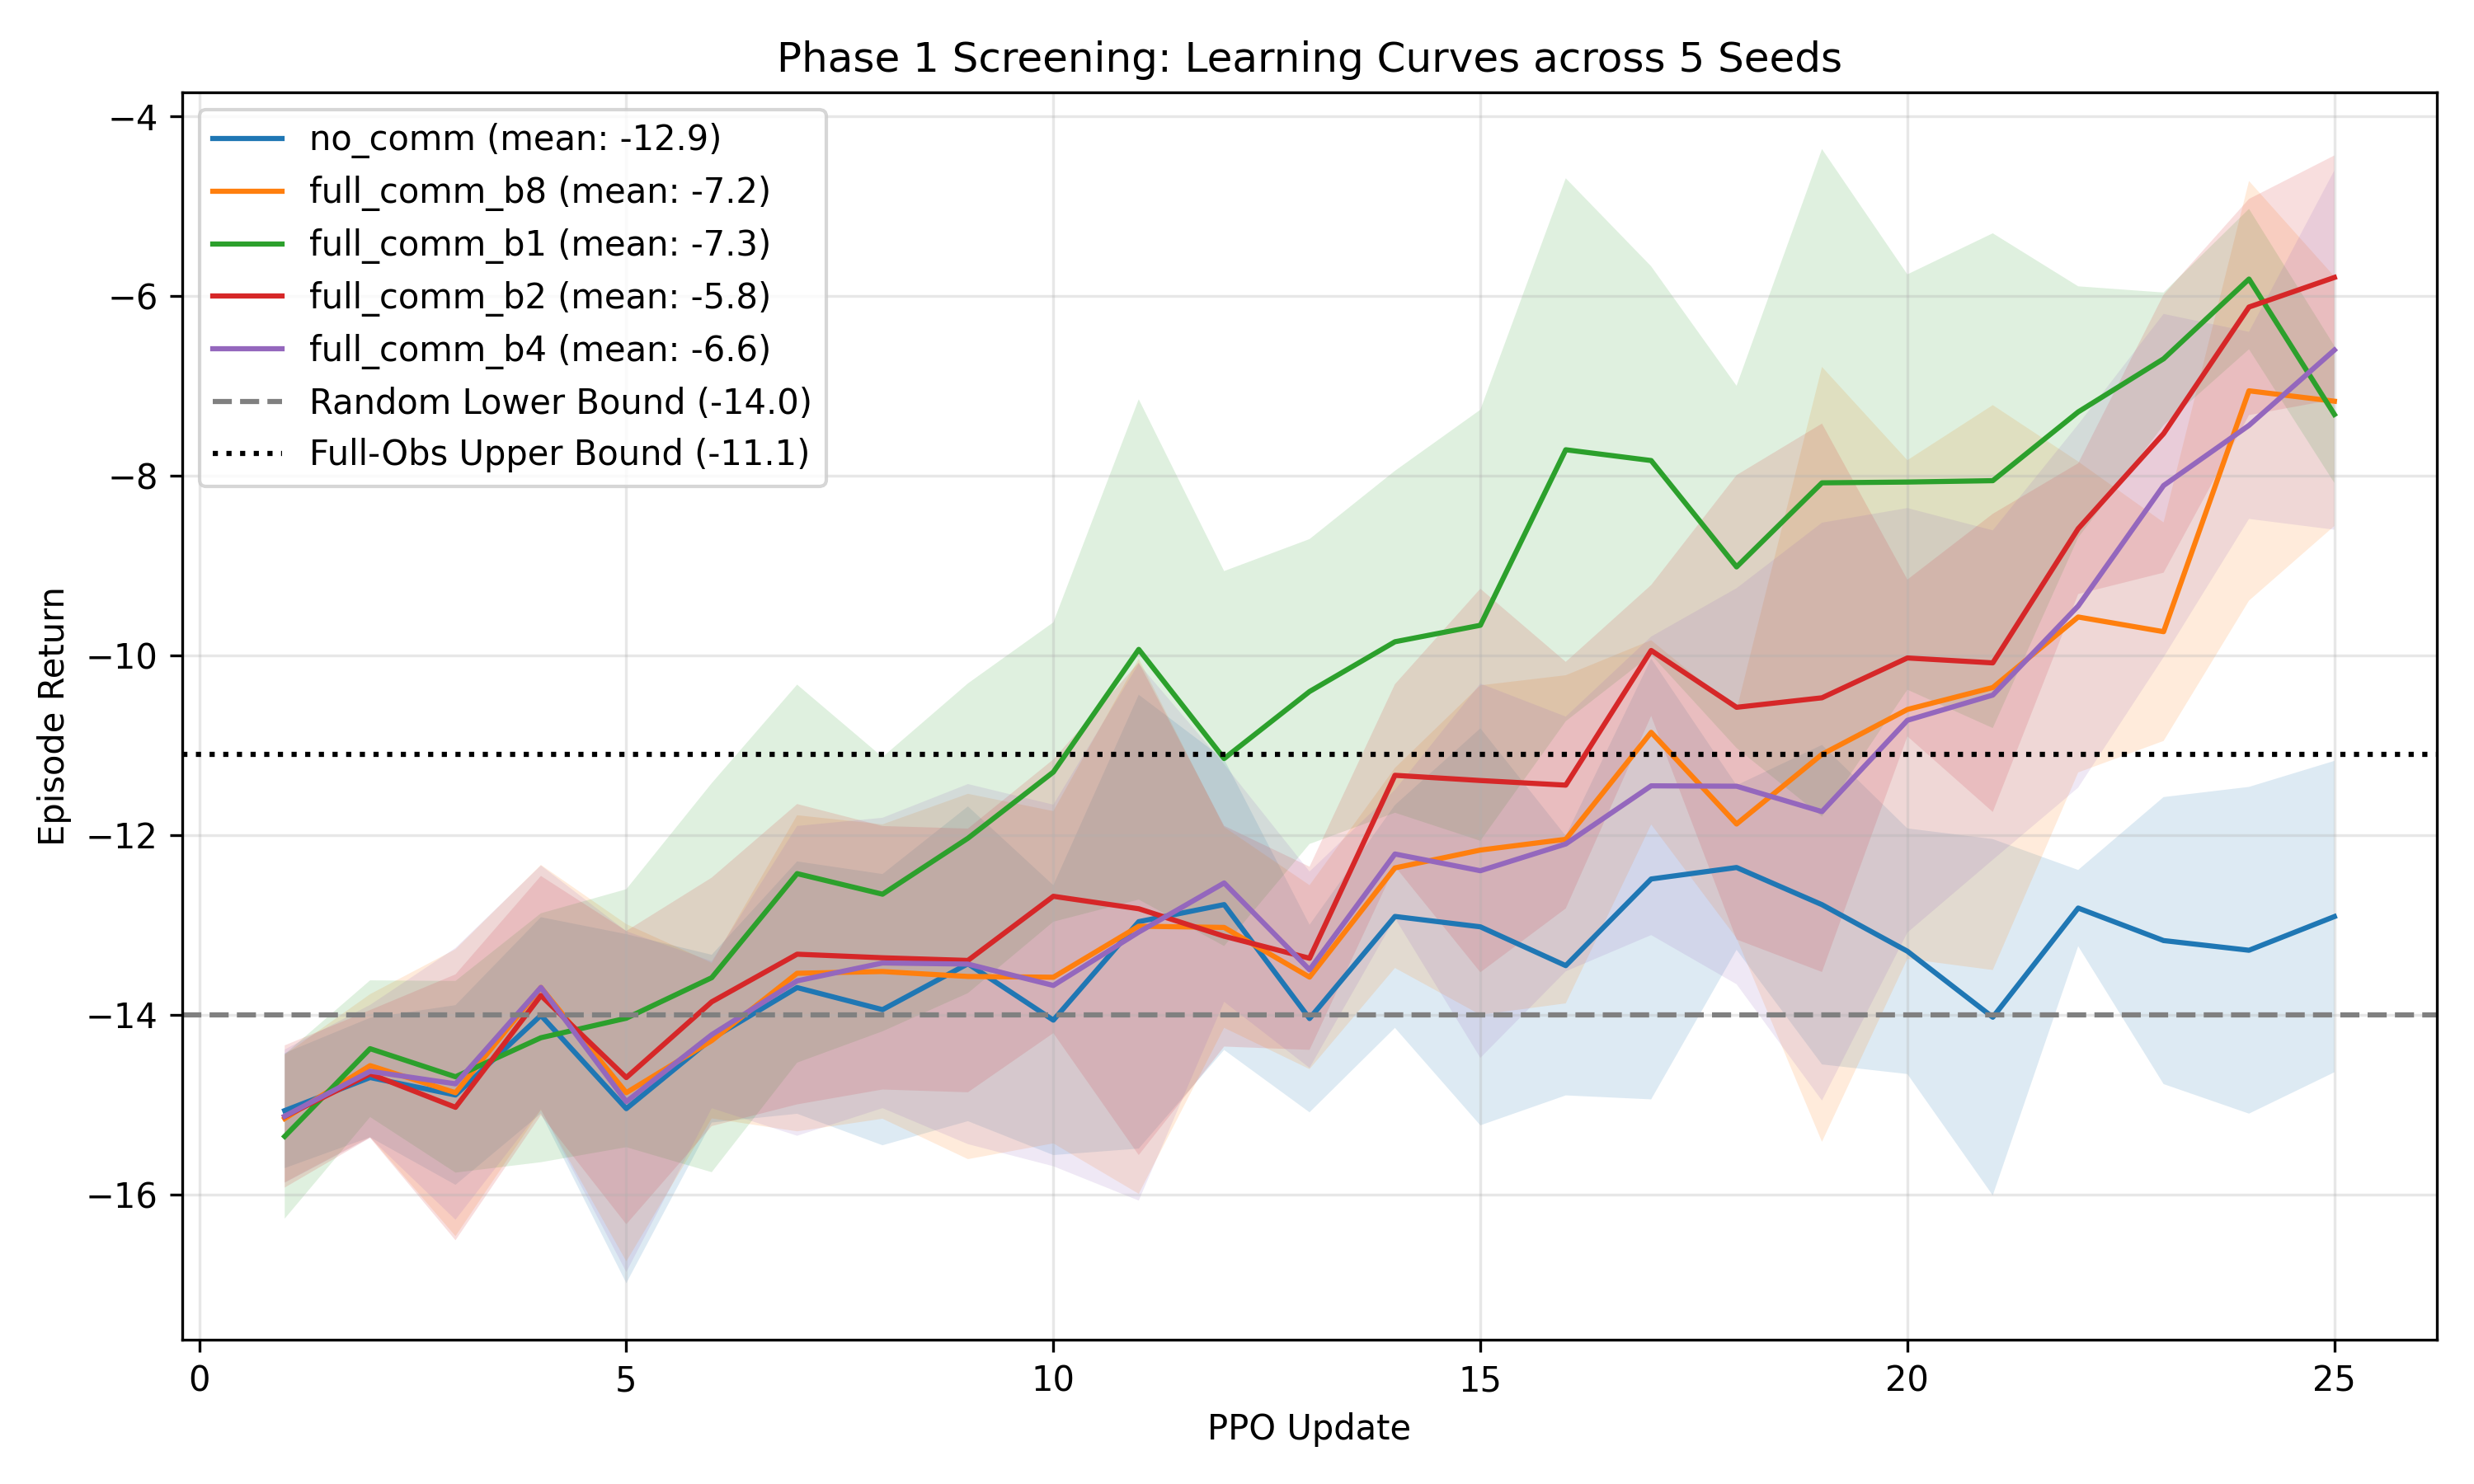 Phase 1 Screening: Learning Curves across 5 Seeds
no_comm (mean: -12.9)
full_comm_b8 (mean: -7.2)
full_comm_b1 (mean: -7.3)
full_comm_b2 (mean: -5.8)
full_comm_b4 (mean: -6.6)
Random Lower Bound (-14.0)
Full-Obs Upper Bound (-11.1)
Episode Return
−4
−6
−8
−10
−12
−14
−16
0
5
10
15
20
25
PPO Update